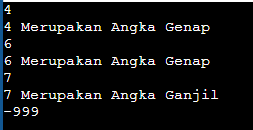 4
4 Merupakan Angka Genap
6
6 Merupakan Angka Genap
7
7 Merupakan Angka Ganjil
-999